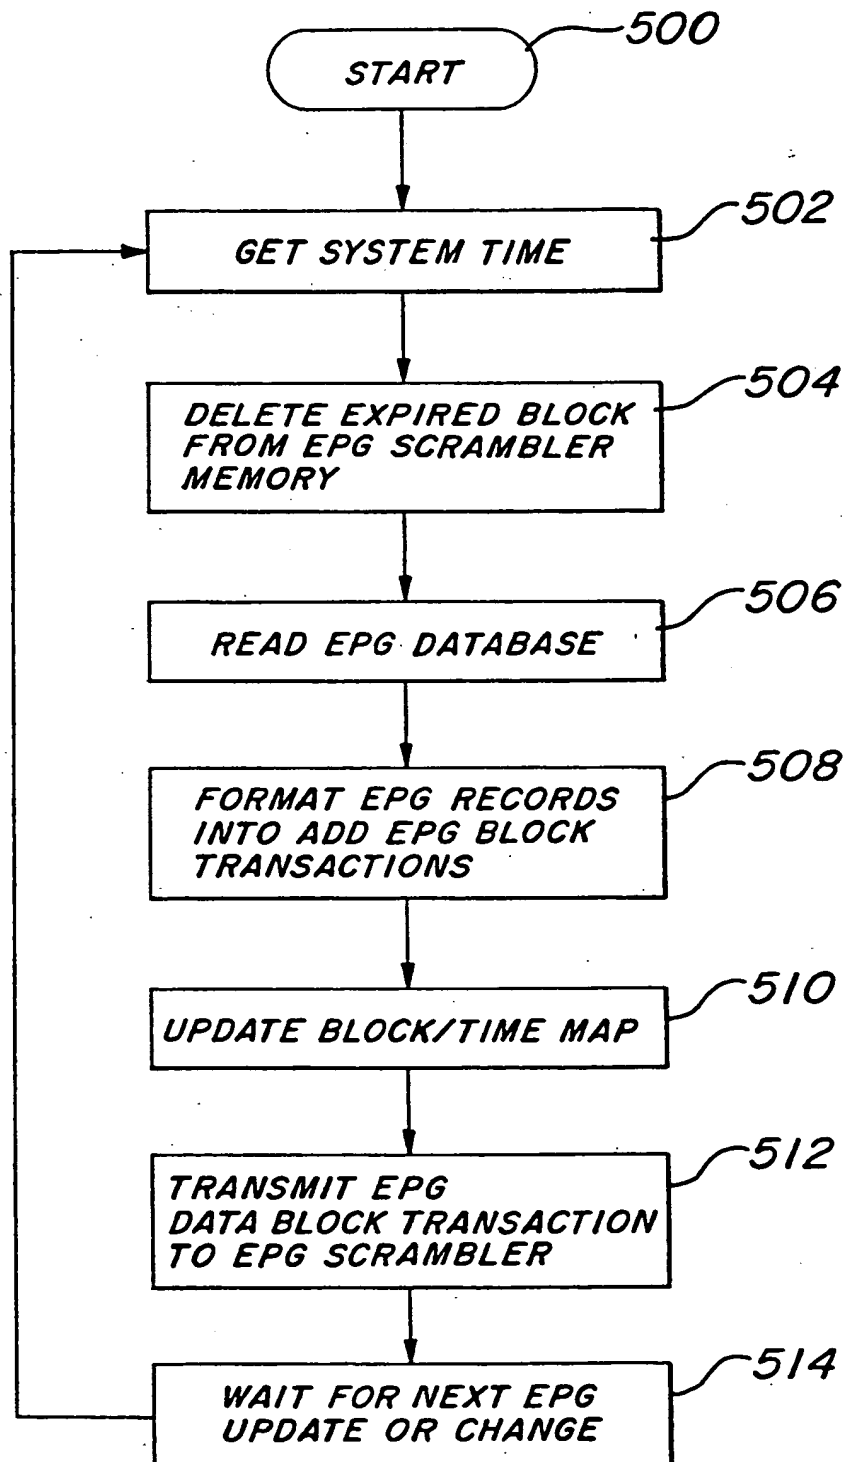 500
START
502
GET SYSTEM TIME
504
DELETE EXPIRED BLOCK
FROM EPG SCRAMBLER
MEMORY
506
READ EPG DATABASE
508
FORMAT EPG RECORDS
INTO ADD EPG BLOCK
TRANSACTIONS
510
UPDATE BLOCK/TIME MAP
512
TRANSMIT EPG
DATA BLOCK TRANSACTION
TO EPG SCRAMBLER
514
WAIT FOR NEXT EPG
UPDATE OR CHANGE